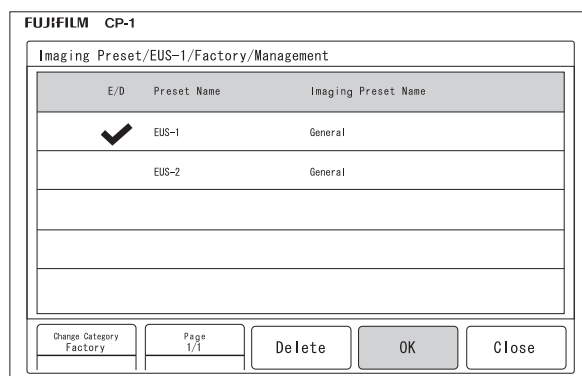 FUJIFILM CP-1
Imaging Preset/EUS-1/Factory/Management
E/D Preset Name Imaging Preset Name
EUS-1 General
EUS-2 General
Change Category
Factory
Page
1/1
Delete
OK
Close